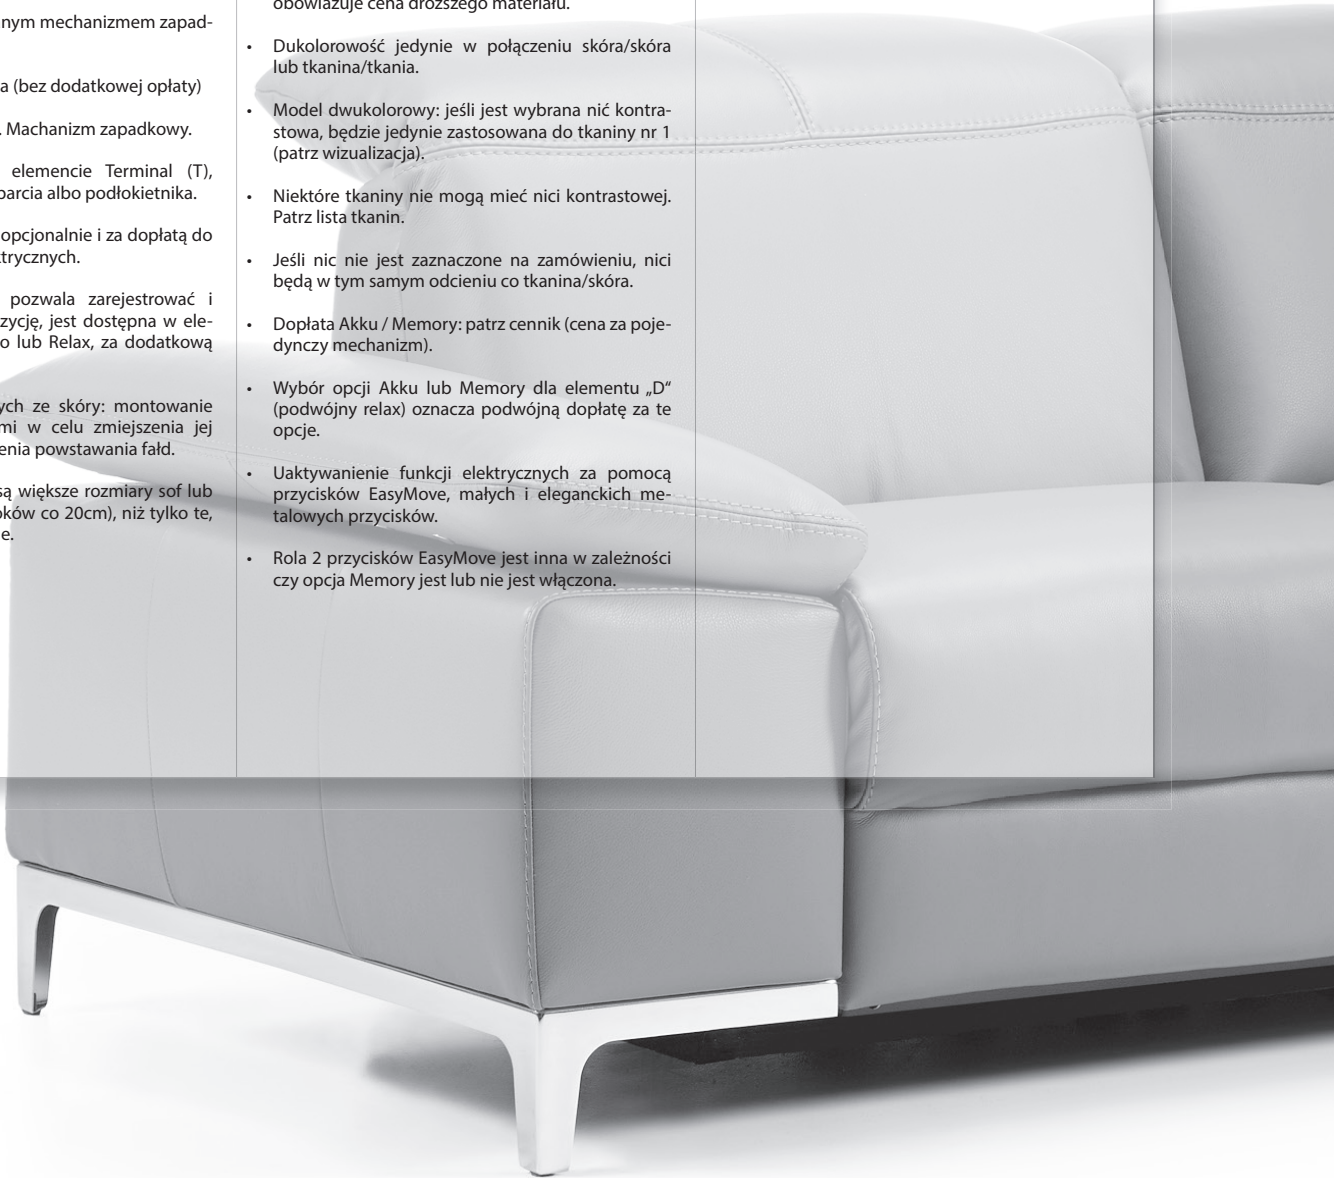 nym mechanizmem zapad-
a (bez dodatkowej opłaty)
. Machanizm zapadkowy.
elemencie Terminal (T),
parcia albo podłokietnika.
opcjonalnie i za dopłatą do
trycznych.
pozwala zarejestrować i
zycję, jest dostępna w ele-
o lub Relax, za dodatkową
ych ze skóry: montowanie
mi w celu zmiejszenia jej
enia powstawania fałd.
są większe rozmiary sof lub
oków co 20cm), niż tylko te,
e.
obowiązuje cena droższego materiału.
• Dukolorowość jedynie w połączeniu skóra/skóra
lub tkanina/tkania.
• Model dwukolorowy: jeśli jest wybrana nić kontra-
stowa, będzie jedynie zastosowana do tkaniny nr 1
(patrz wizualizacja).
• Niektóre tkaniny nie mogą mieć nici kontrastowej.
Patrz lista tkanin.
• Jeśli nic nie jest zaznaczone na zamówieniu, nici
będą w tym samym odcieniu co tkanina/skóra.
• Dopłata Akku / Memory: patrz cennik (cena za poje-
dynczy mechanizm).
• Wybór opcji Akku lub Memory dla elementu „D“
(podwójny relax) oznacza podwójną dopłatę za te
opcje.
• Uaktywanienie funkcji elektrycznych za pomocą
przycisków EasyMove, małych i eleganckich me-
talowych przycisków.
• Rola 2 przycisków EasyMove jest inna w zależności
czy opcja Memory jest lub nie jest włączona.